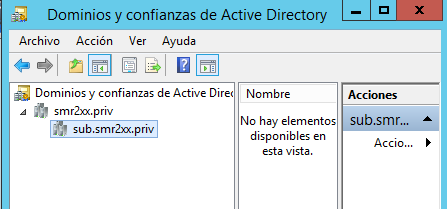 Dominios y confianzas de Active Directory
Archivo Acción Ver Ayuda
Dominios y confianzas de Active Direc
smr2xx.priv
sub.smr2xx.priv
Nombre
No hay elementos
disponibles en
esta vista.
Acciones
sub.smr...
Accio...